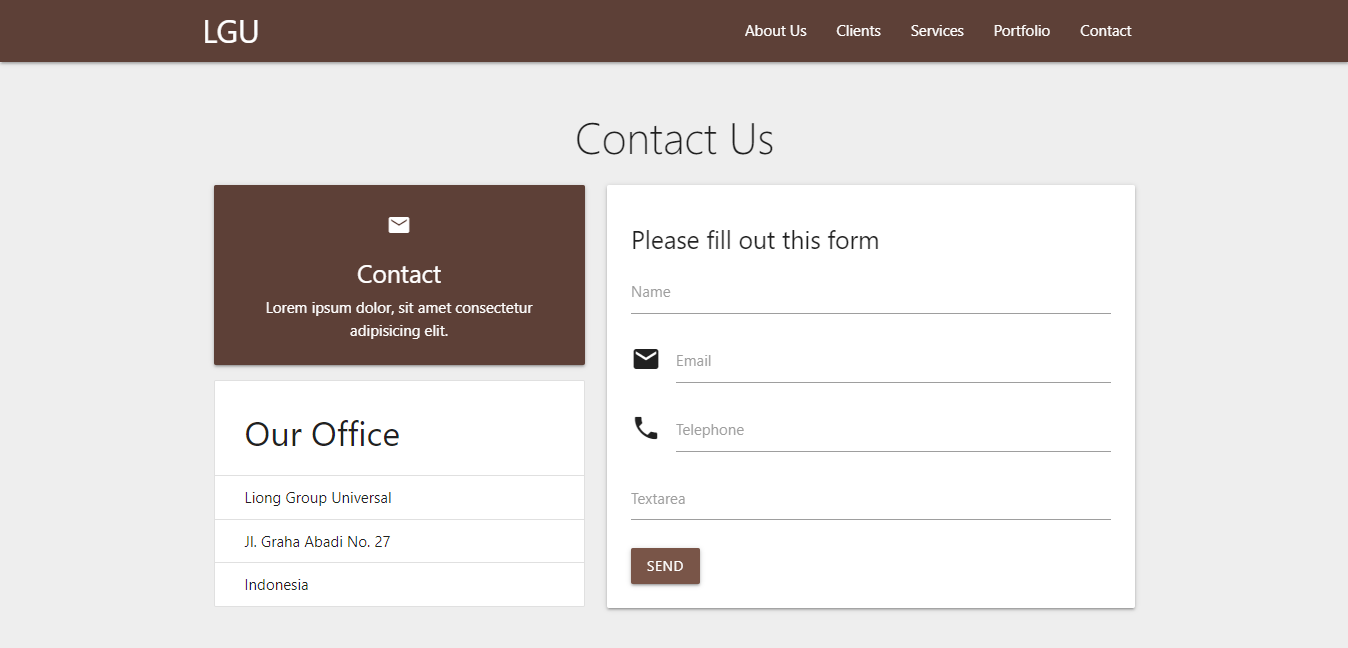 LGU
About Us
Clients
Services
Portfolio
Contact
Contact Us
Contact
Lorem ipsum dolor, sit amet consectetur
adipisicing elit.
Our Office
Liong Group Universal
Jl. Graha Abadi No. 27
Indonesia
Please fill out this form
Name
Email
Telephone
Textarea
SEND